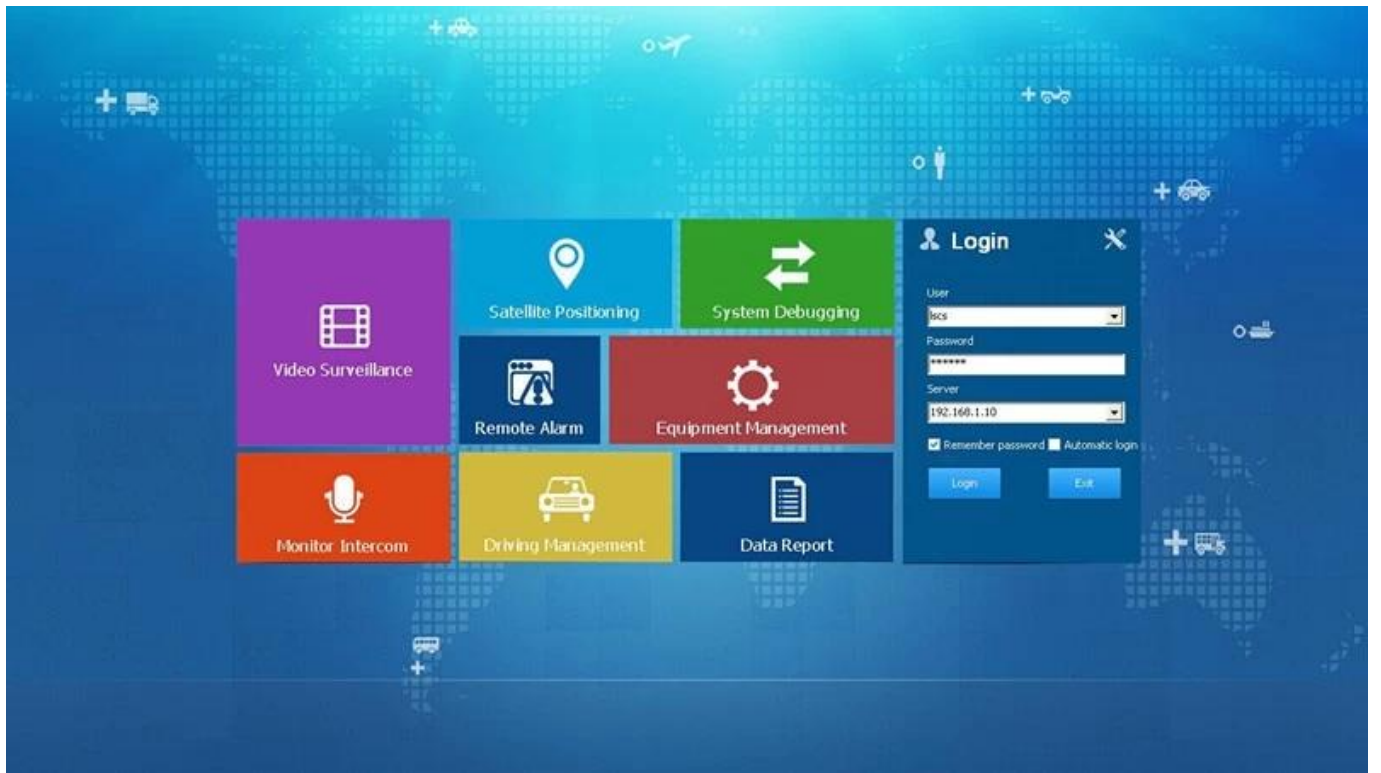 Video Surveillance
Satellite Positioning
System Debugging
Remote Alarm
Equipment Management
Monitor Intercom
Driving Management
Data Report
Login
User
lscs
Password
******
Server
192.168.1.10
Remember password Automatic login
Login Exit